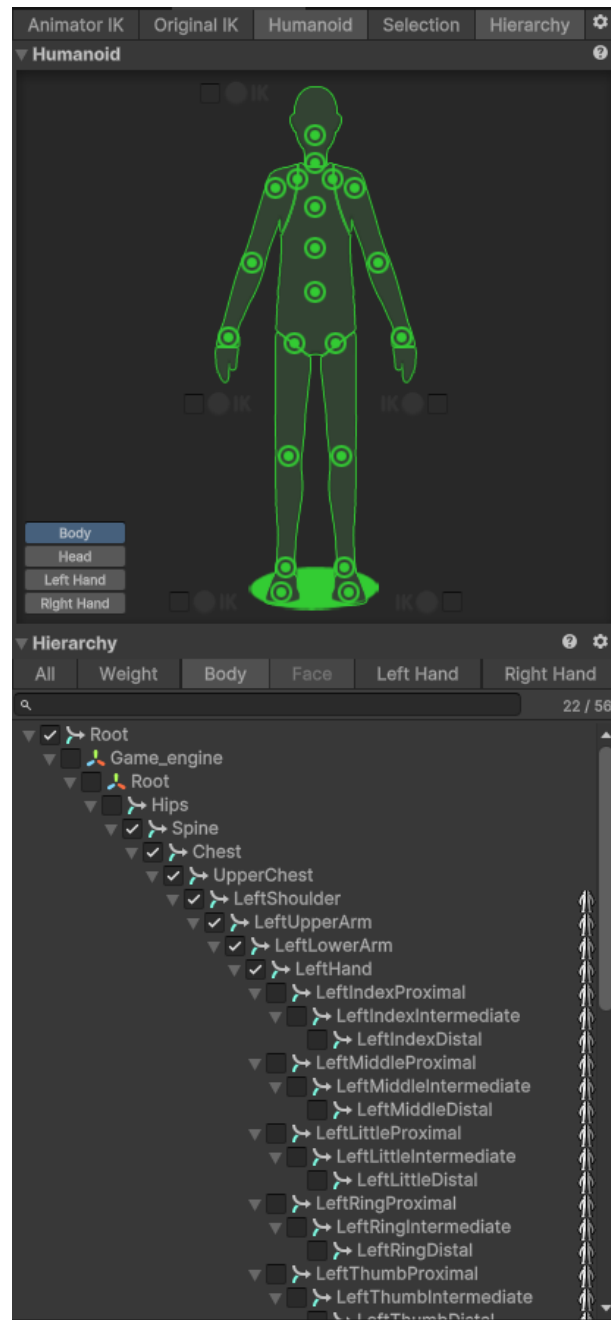 Animator IK Original IK Humanoid Selection Hierarchy
Humanoid
IK
IK IK
Body
Head
Left Hand
Right Hand
IK IK
Hierarchy
All Weight Body Face Left Hand Right Hand
22 / 56
Root
Game_engine
Root
Hips
Spine
Chest
UpperChest
LeftShoulder
LeftUpperArm
LeftLowerArm
LeftHand
LeftIndexProximal
LeftIndexIntermediate
LeftIndexDistal
LeftMiddleProximal
LeftMiddleIntermediate
LeftMiddleDistal
LeftLittleProximal
LeftLittleIntermediate
LeftLittleDistal
LeftRingProximal
LeftRingIntermediate
LeftRingDistal
LeftThumbProximal
LeftThumbIntermediate
LeftThumbDistal